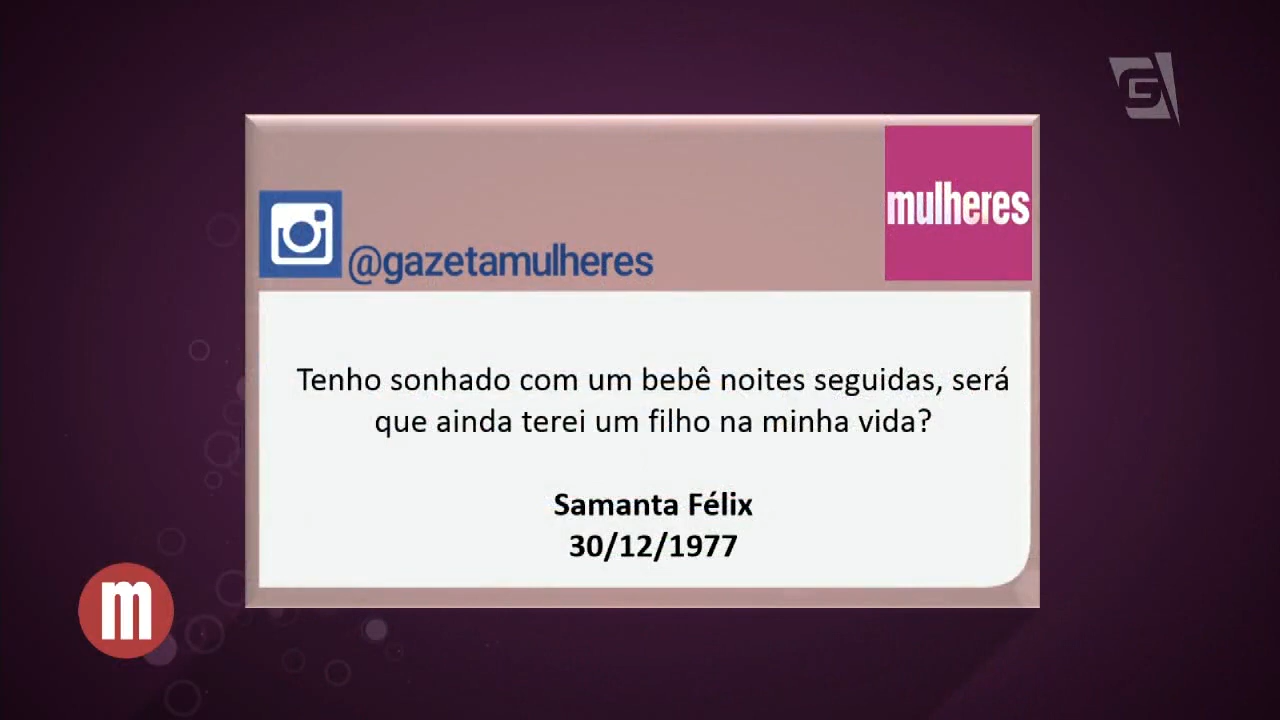 G
mulheres
@gazetamulheres
Tenho sonhado com um bebê noites seguidas, será
que ainda terei um filho na minha vida?
Samanta Félix
30/12/1977
m